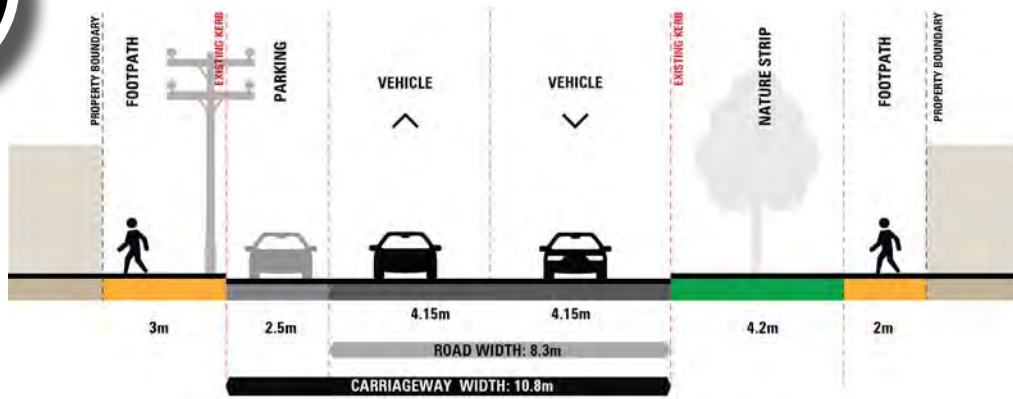 PROPERTY BOUNDARY
FOOTPATH
EXISTING KERB
PARKING
VEHICLE
VEHICLE
EXISTING KERB
NATURE STRIP
FOOTPATH
PROPERTY BOUNDARY
3m
2.5m
4.15m
4.15m
4.2m
2m
ROAD WIDTH: 8.3m
CARRIAGEWAY WIDTH: 10.8m